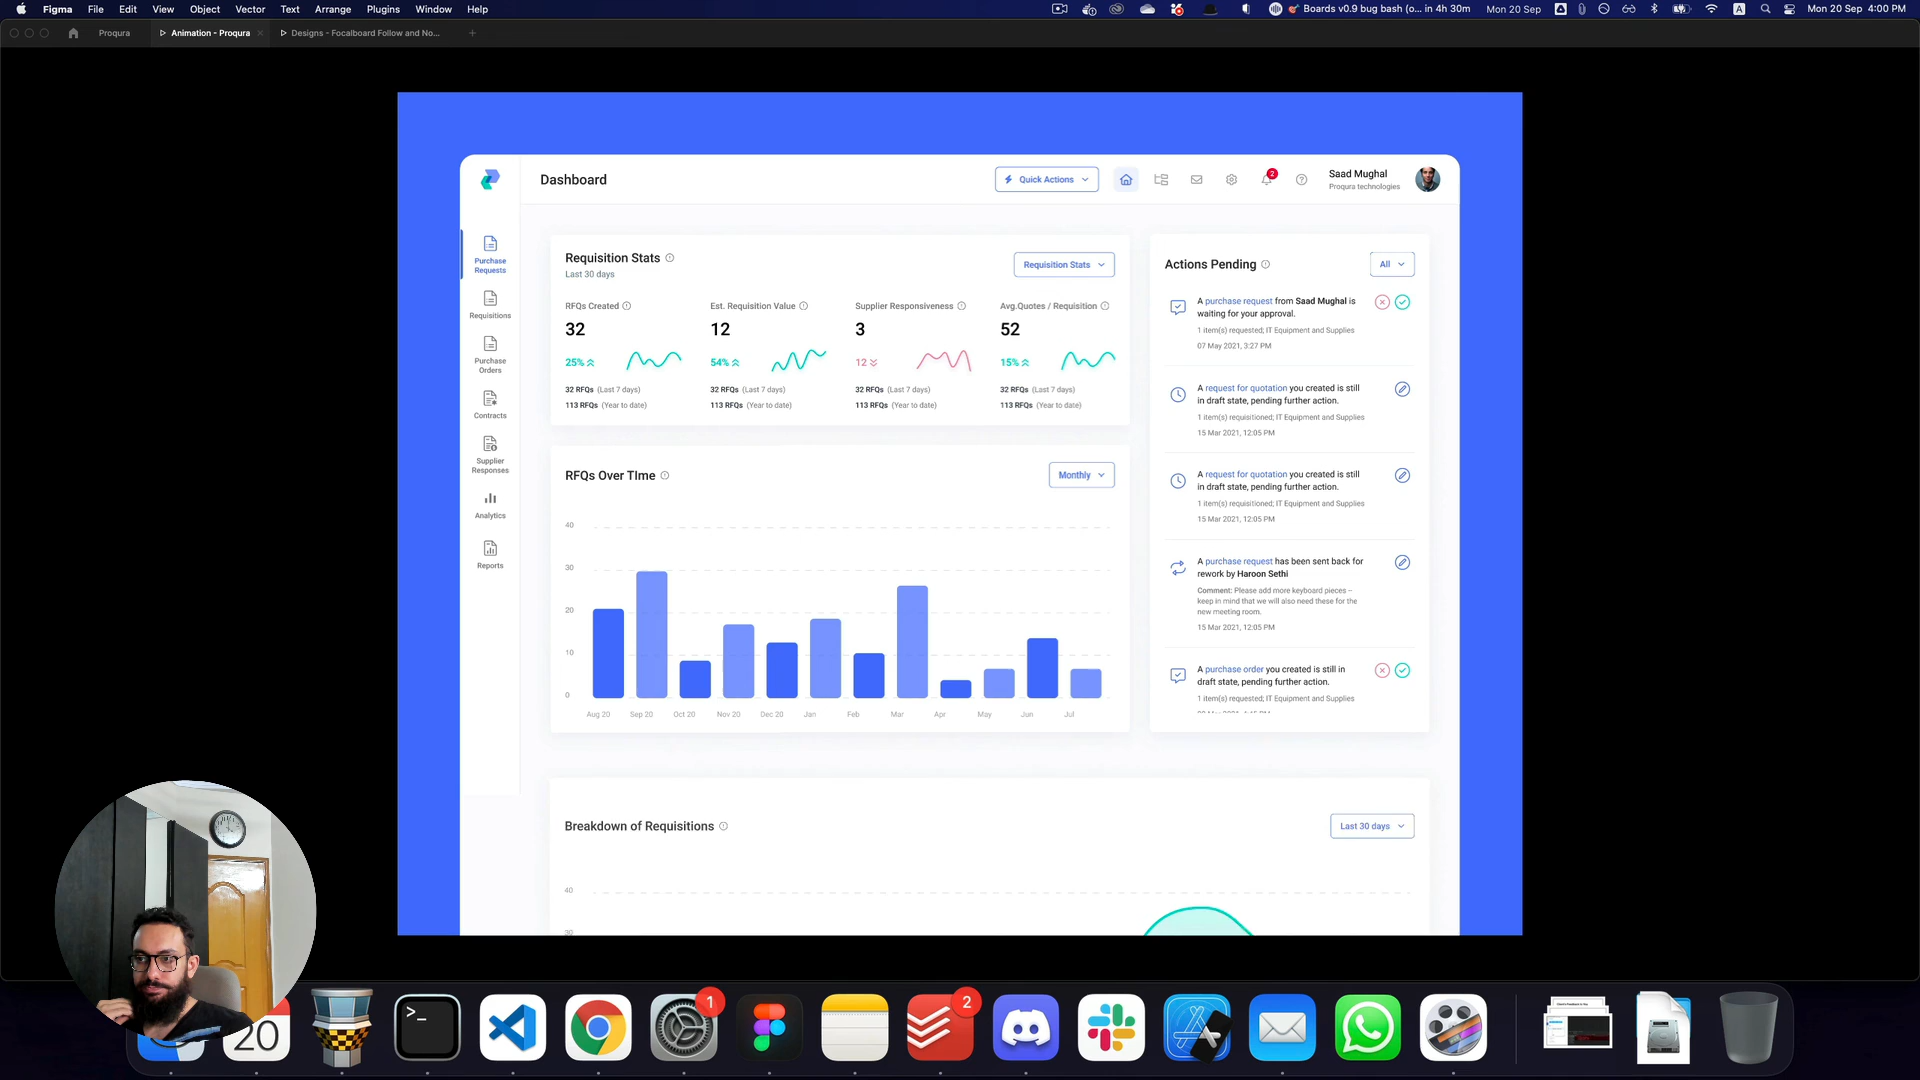 Figma File Edit View Object Vector Text Arrange Plugins Window Help
Boards v0.9 bug bash (o... in 4h 30m Mon 20 Sep A Mon 20 Sep 4:00 PM
Proqura Animation - Proqura Designs - Focalboard Follow and No...
Dashboard
Quick Actions
2
Saad Mughal
Proqura technologies
Purchase
Requests
Requisitions
Purchase
Orders
Contracts
Supplier
Responses
Analytics
Reports
Requisition Stats
Last 30 days
Requisition Stats
RFQs Created
32
25%
32 RFQs (Last 7 days)
113 RFQs (Year to date)
Est. Requisition Value
12
54%
32 RFQs (Last 7 days)
113 RFQs (Year to date)
Supplier Responsiveness
3
12
32 RFQs (Last 7 days)
113 RFQs (Year to date)
Avg.Quotes / Requisition
52
15%
32 RFQs (Last 7 days)
113 RFQs (Year to date)
RFQs Over TIme
Monthly
40
30
20
10
0
Aug 20 Sep 20 Oct 20 Nov 20 Dec 20 Jan Feb Mar Apr May Jun Jul
Actions Pending
All
A purchase request from Saad Mughal is
waiting for your approval.
1 item(s) requested; IT Equipment and Supplies
07 May 2021, 3:27 PM
A request for quotation you created is still
in draft state, pending further action.
1 item(s) requisitioned; IT Equipment and Supplies
15 Mar 2021, 12:05 PM
A request for quotation you created is still
in draft state, pending further action.
1 item(s) requisitioned; IT Equipment and Supplies
15 Mar 2021, 12:05 PM
A purchase request has been sent back for
rework by Haroon Sethi
Comment: Please add more keyboard pieces –
keep in mind that we will also need these for the
new meeting room.
15 Mar 2021, 12:05 PM
A purchase order you created is still in
draft state, pending further action.
1 item(s) requested; IT Equipment and Supplies
Breakdown of Requisitions
Last 30 days
40
30
20
>_
1
2